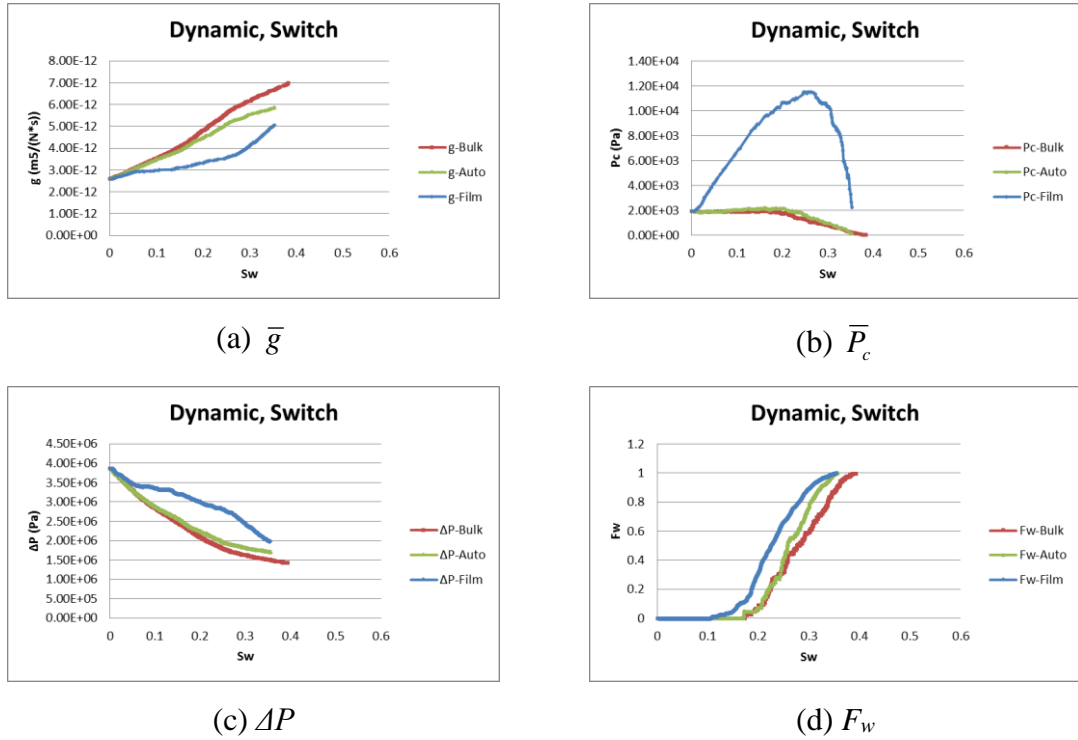 Dynamic, Switch
8.00E-12
7.00E-12
6.00E-12
5.00E-12
4.00E-12
3.00E-12
2.00E-12
1.00E-12
0.00E+00
g (m5/(N*s))
0 0.1 0.2 0.3 0.4 0.5 0.6
Sw
g-Bulk
g-Auto
g-Film
(a) g̅
Dynamic, Switch
1.40E+04
1.20E+04
1.00E+04
8.00E+03
6.00E+03
4.00E+03
2.00E+03
0.00E+00
Pc (Pa)
0 0.1 0.2 0.3 0.4 0.5 0.6
Sw
Pc-Bulk
Pc-Auto
Pc-Film
(b) P̅c
Dynamic, Switch
4.50E+06
4.00E+06
3.50E+06
3.00E+06
2.50E+06
2.00E+06
1.50E+06
1.00E+06
5.00E+05
0.00E+00
ΔP (Pa)
0 0.1 0.2 0.3 0.4 0.5 0.6
Sw
ΔP-Bulk
ΔP-Auto
ΔP-Film
(c) ΔP
Dynamic, Switch
1.2
1
0.8
0.6
0.4
0.2
0
Fw
0 0.1 0.2 0.3 0.4 0.5 0.6
Sw
Fw-Bulk
Fw-Auto
Fw-Film
(d) Fw